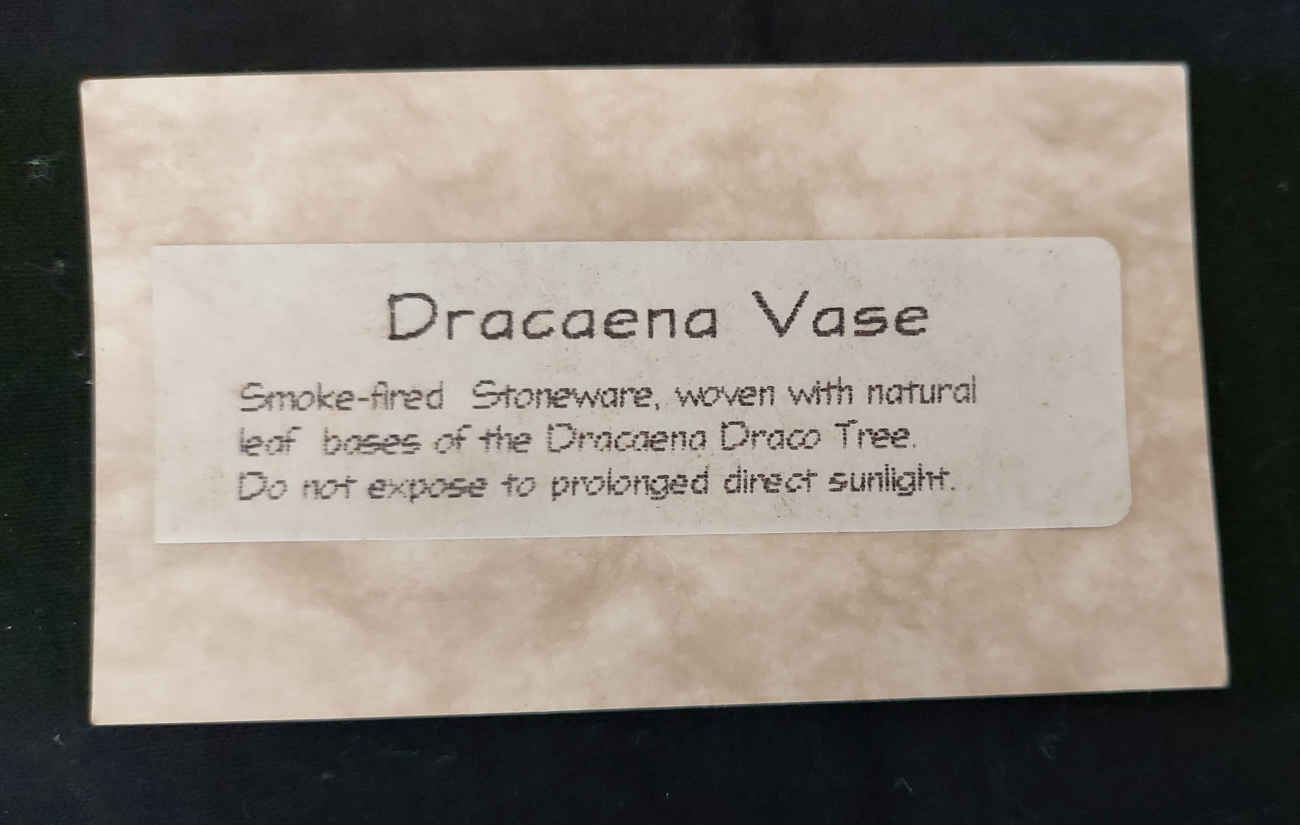 Dracaena Vase
Smoke-fired Stoneware, woven with natural
leaf bases of the Dracaena Draco Tree.
Do not expose to prolonged direct sunlight.